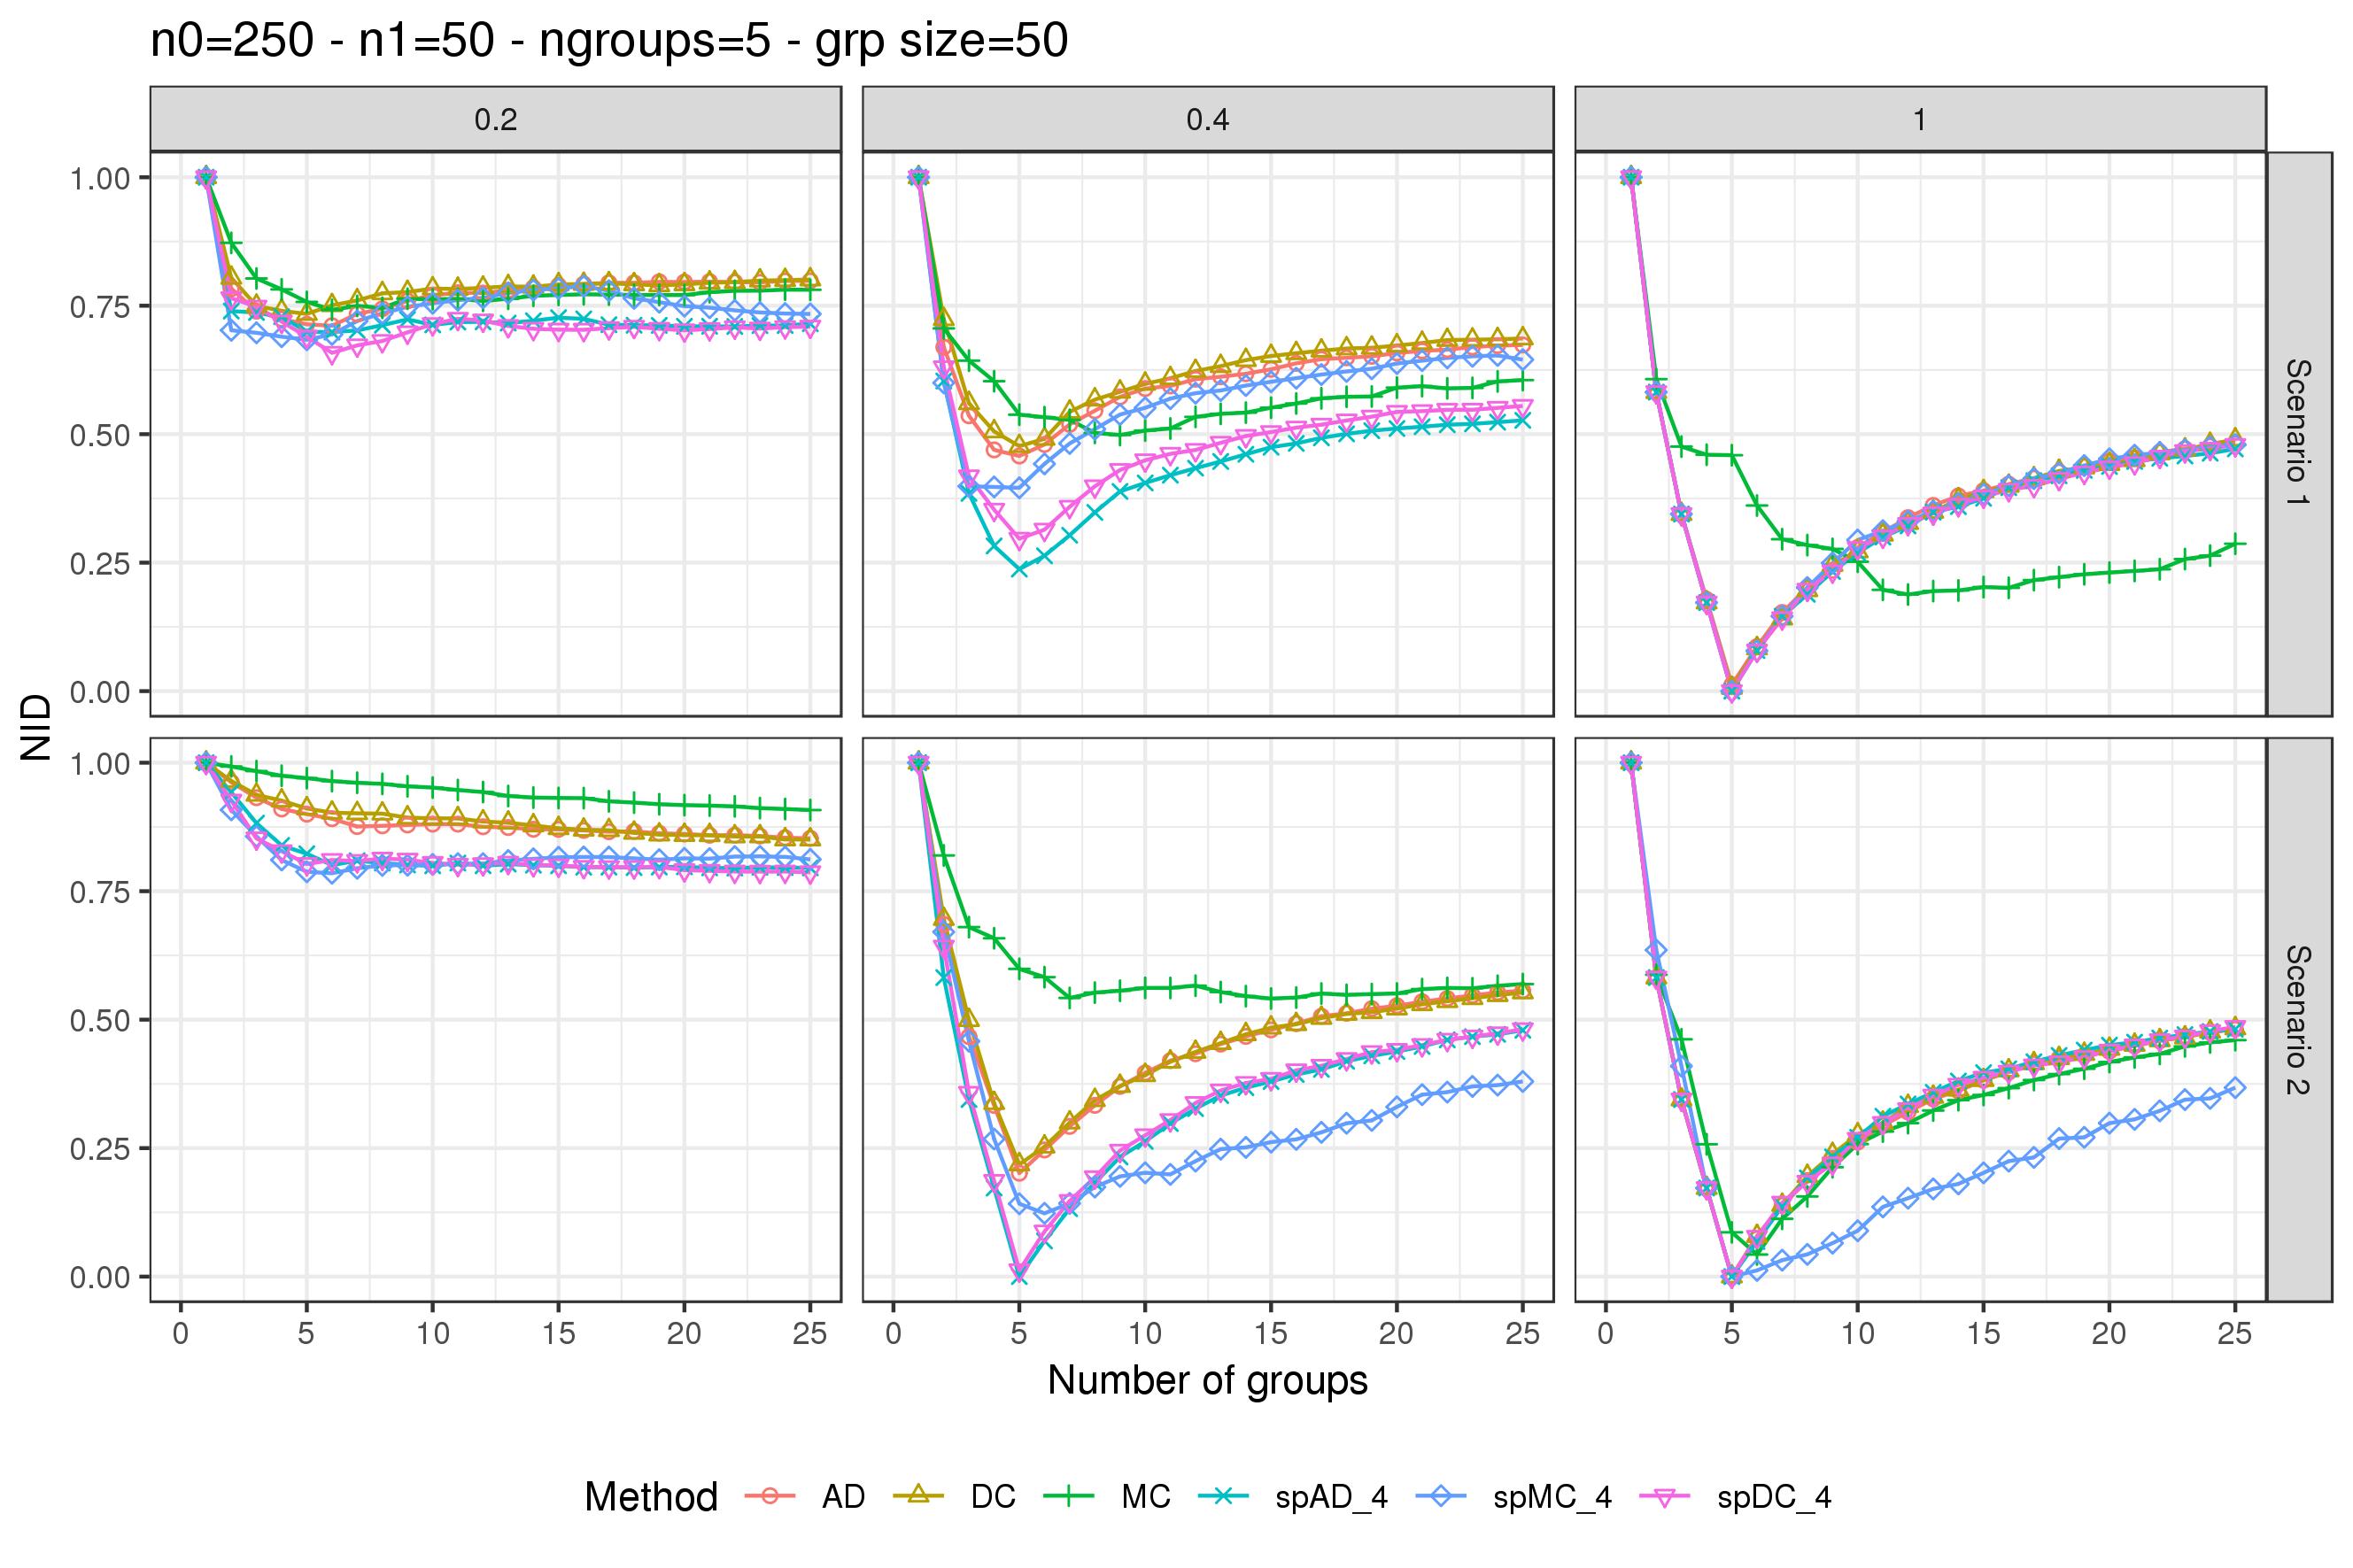 n0=250 - n1=50 - ngroups=5 - grp size=50
0.2 0.4 1
1.00
0.75
0.50
0.25
0.00
Scenario 1
NID
1.00
0.75
0.50
0.25
0.00
Scenario 2
0 5 10 15 20 25 0 5 10 15 20 25 0 5 10 15 20 25
Number of groups
Method AD DC MC spAD_4 spMC_4 spDC_4